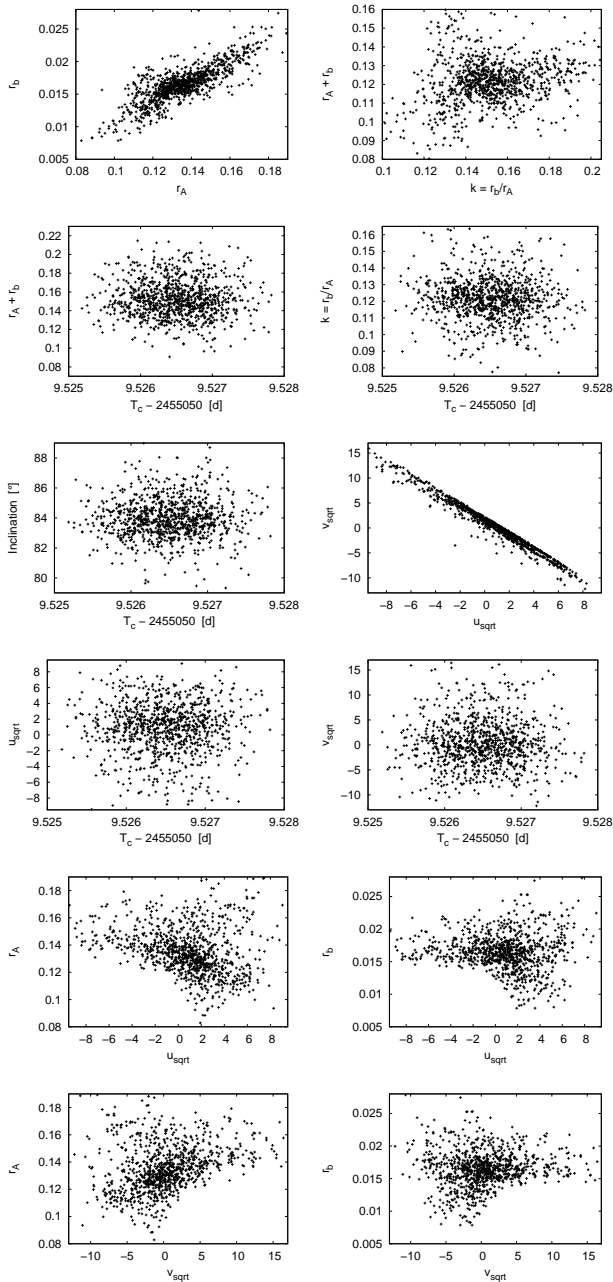 r_b
0.025
0.02
0.015
0.01
0.005
0.08 0.1 0.12 0.14 0.16 0.18
r_A
r_A + r_b
0.16
0.15
0.14
0.13
0.12
0.11
0.1
0.09
0.08
0.1 0.12 0.14 0.16 0.18 0.2
k = r_b/r_A
r_A + r_b
0.22
0.2
0.18
0.16
0.14
0.12
0.1
0.08
9.525 9.526 9.527 9.528
T_c − 2455050 [d]
k = r_b/r_A
0.16
0.15
0.14
0.13
0.12
0.11
0.1
0.09
0.08
9.525 9.526 9.527 9.528
T_c − 2455050 [d]
Inclination [°]
88
86
84
82
80
9.525 9.526 9.527 9.528
T_c − 2455050 [d]
v_sqrt
15
10
5
0
−5
−10
−8 −6 −4 −2 0 2 4 6 8
u_sqrt
u_sqrt
8
6
4
2
0
−2
−4
−6
−8
9.525 9.526 9.527 9.528
T_c − 2455050 [d]
v_sqrt
15
10
5
0
−5
−10
9.525 9.526 9.527 9.528
T_c − 2455050 [d]
r_A
0.18
0.16
0.14
0.12
0.1
0.08
−8 −6 −4 −2 0 2 4 6 8
u_sqrt
r_b
0.025
0.02
0.015
0.01
0.005
−8 −6 −4 −2 0 2 4 6 8
u_sqrt
r_A
0.18
0.16
0.14
0.12
0.1
0.08
−10 −5 0 5 10 15
v_sqrt
r_b
0.025
0.02
0.015
0.01
0.005
−10 −5 0 5 10 15
v_sqrt